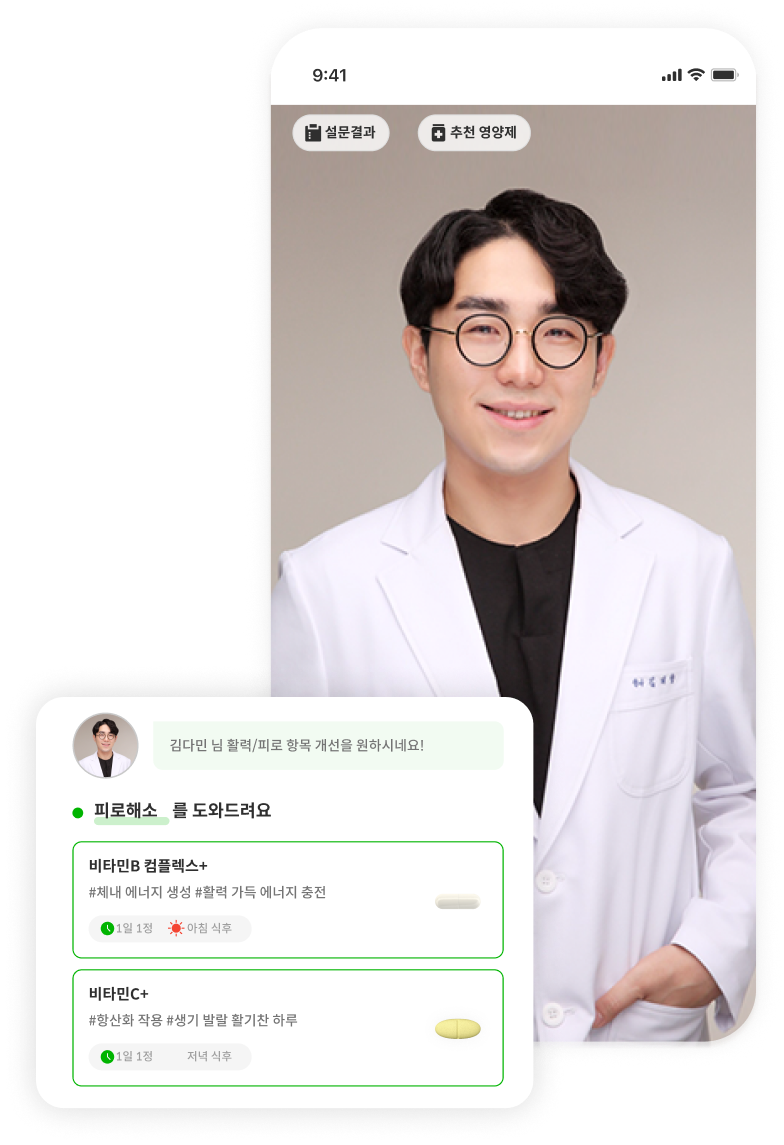 9:41
설문결과
추천 영양제
김다민 님 활력/피로 항목 개선을 원하시네요!
피로해소 를 도와드려요
비타민B 컴플렉스+
#체내 에너지 생성 #활력 가득 에너지 충전
1일 1정 아침 식후
비타민C+
#항산화 작용 #생기 발랄 활기찬 하루
1일 1정 저녁 식후